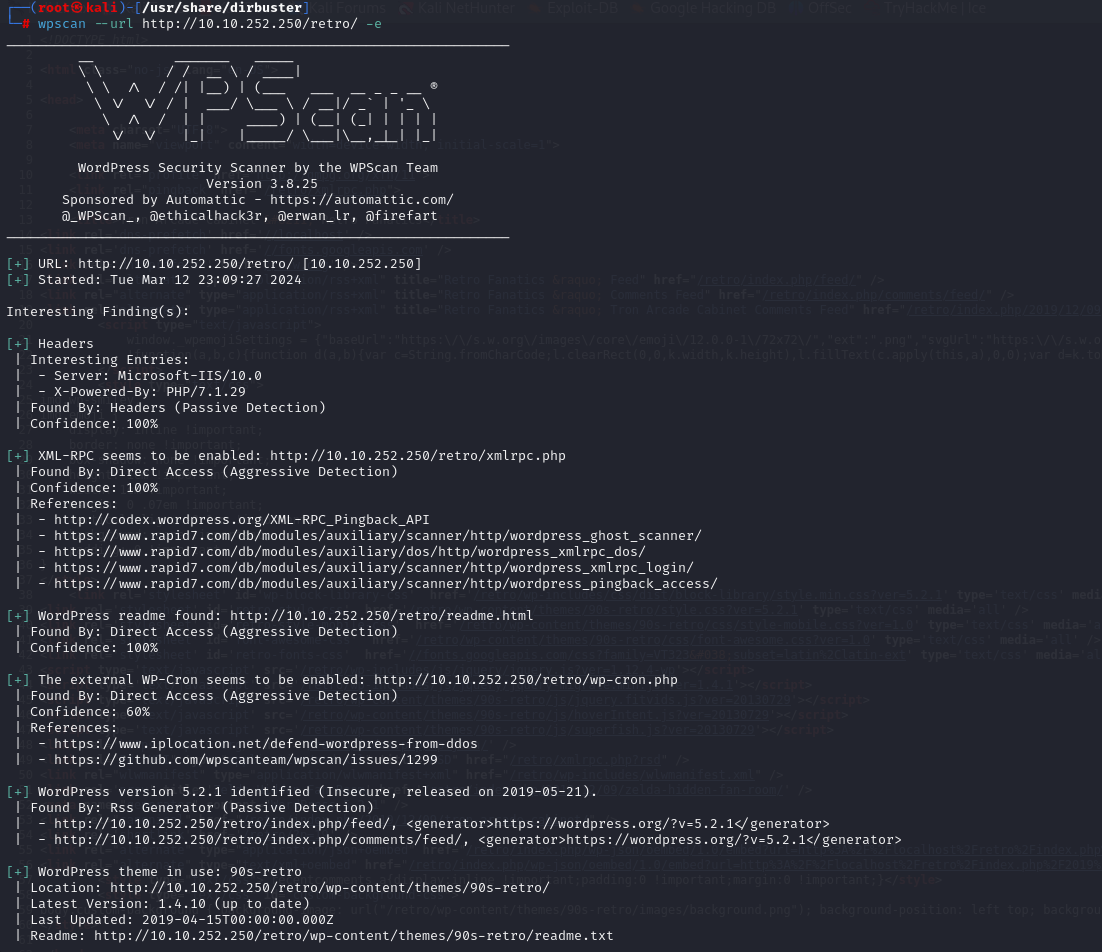 ┌──(root㉿kali)-[/usr/share/dirbuster]
└─# wpscan --url http://10.10.252.250/retro/ -e
WPScan ®
WordPress Security Scanner by the WPScan Team
Version 3.8.25
Sponsored by Automattic - https://automattic.com/
@_WPScan_, @ethicalhack3r, @erwan_lr, @firefart
[+] URL: http://10.10.252.250/retro/ [10.10.252.250]
[+] Started: Tue Mar 12 23:09:27 2024
Interesting Finding(s):
[+] Headers
| Interesting Entries:
|  - Server: Microsoft-IIS/10.0
|  - X-Powered-By: PHP/7.1.29
| Found By: Headers (Passive Detection)
| Confidence: 100%
[+] XML-RPC seems to be enabled: http://10.10.252.250/retro/xmlrpc.php
| Found By: Direct Access (Aggressive Detection)
| Confidence: 100%
| References:
|  - http://codex.wordpress.org/XML-RPC_Pingback_API
|  - https://www.rapid7.com/db/modules/auxiliary/scanner/http/wordpress_ghost_scanner/
|  - https://www.rapid7.com/db/modules/auxiliary/dos/http/wordpress_xmlrpc_dos/
|  - https://www.rapid7.com/db/modules/auxiliary/scanner/http/wordpress_xmlrpc_login/
|  - https://www.rapid7.com/db/modules/auxiliary/scanner/http/wordpress_pingback_access/
[+] WordPress readme found: http://10.10.252.250/retro/readme.html
| Found By: Direct Access (Aggressive Detection)
| Confidence: 100%
[+] The external WP-Cron seems to be enabled: http://10.10.252.250/retro/wp-cron.php
| Found By: Direct Access (Aggressive Detection)
| Confidence: 60%
| References:
|  - https://www.iplocation.net/defend-wordpress-from-ddos
|  - https://github.com/wpscanteam/wpscan/issues/1299
[+] WordPress version 5.2.1 identified (Insecure, released on 2019-05-21).
| Found By: Rss Generator (Passive Detection)
|  - http://10.10.252.250/retro/index.php/feed/, <generator>https://wordpress.org/?v=5.2.1</generator>
|  - http://10.10.252.250/retro/index.php/comments/feed/, <generator>https://wordpress.org/?v=5.2.1</generator>
[+] WordPress theme in use: 90s-retro
| Location: http://10.10.252.250/retro/wp-content/themes/90s-retro/
| Latest Version: 1.4.10 (up to date)
| Last Updated: 2019-04-15T00:00:00.000Z
| Readme: http://10.10.252.250/retro/wp-content/themes/90s-retro/readme.txt